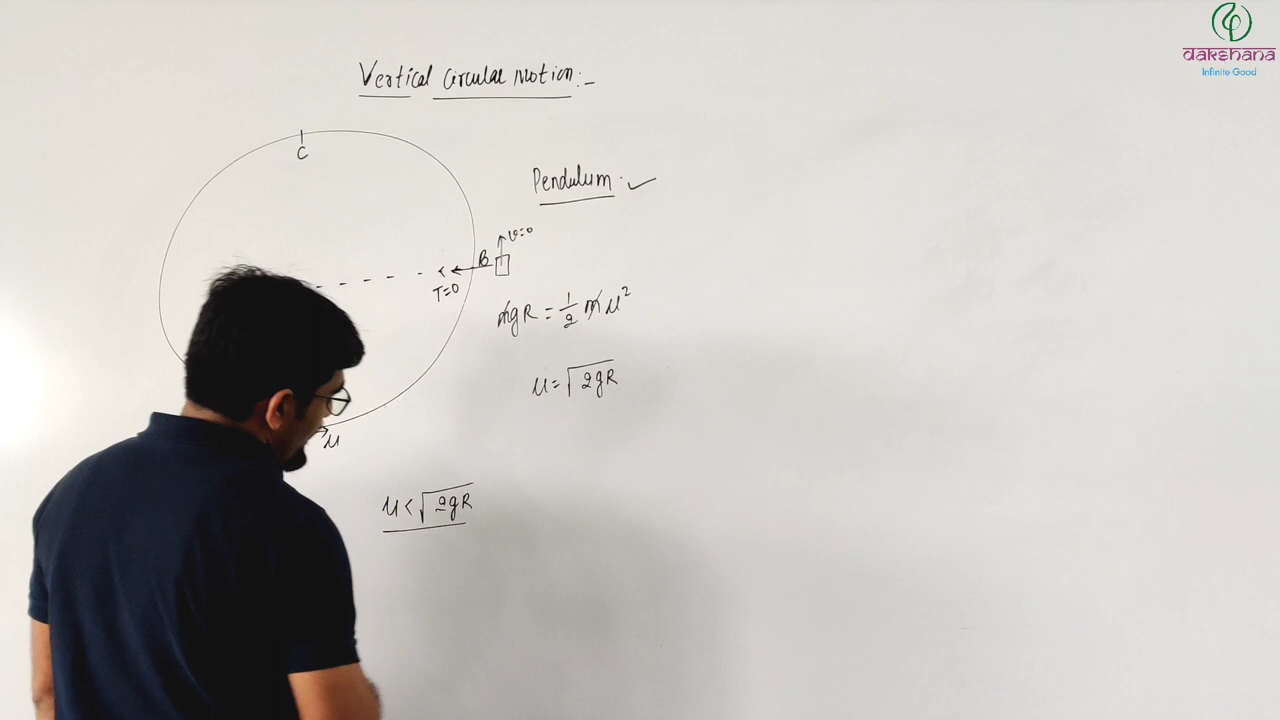 dakshana
Infinite Good
Vertical Circular Motion:-
C
Pendulum.
v=0
B
T=0
mgR = 1/2 mu²
u = √2gR
u
u < √2gR